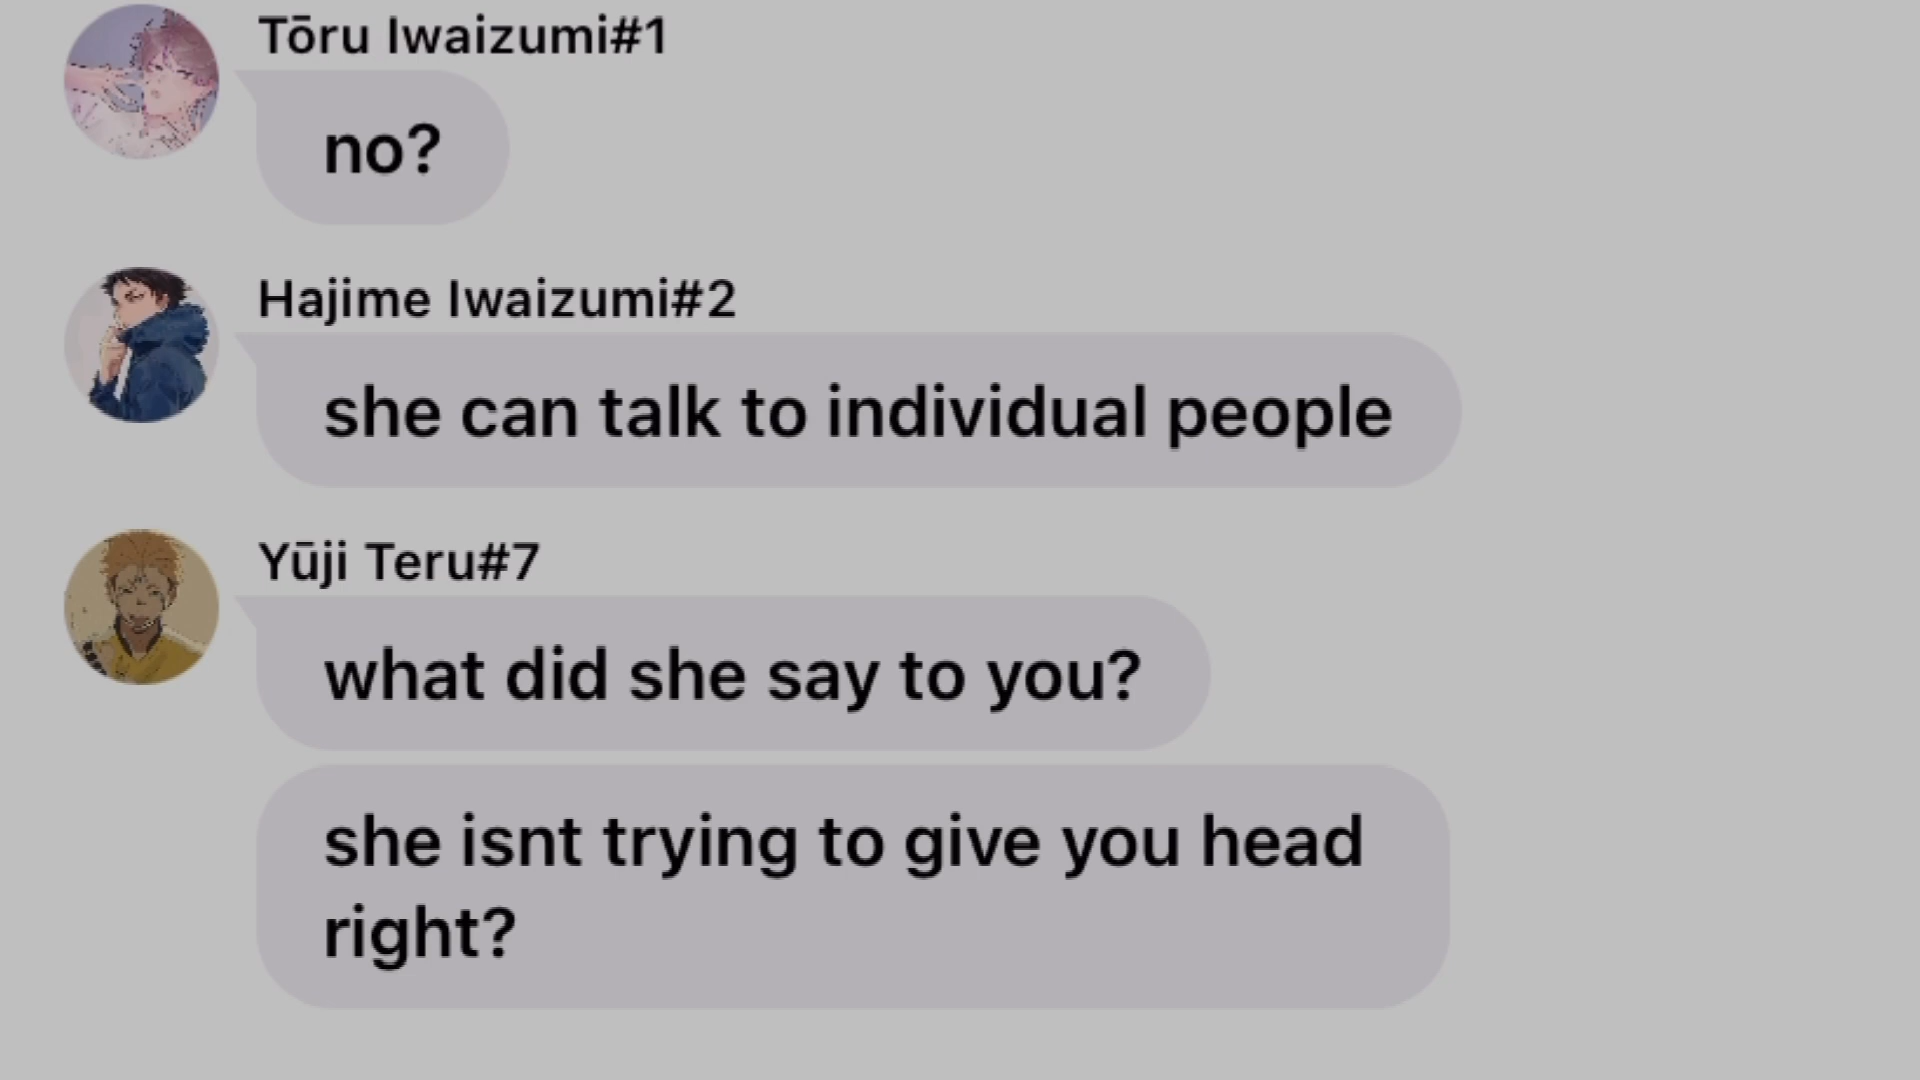 Tōru Iwaizumi#1
no?
Hajime Iwaizumi#2
she can talk to individual people
Yūji Teru#7
what did she say to you?
she isnt trying to give you head
right?